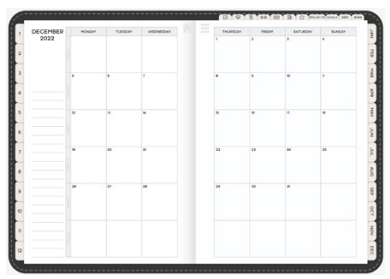 DECEMBER
2022
MONDAY TUESDAY WEDNESDAY THURSDAY FRIDAY SATURDAY SUNDAY
1 2 3 4
5 6 7 8 9 10 11
12 13 14 15 16 17 18
19 20 21 22 23 24 25
26 27 28 29 30 31
1
2
3
4
5
6
7
8
9
10
11
12
JAN
FEB
MAR
APR
MAY
JUN
JUL
AUG
SEP
OCT
NOV
DEC